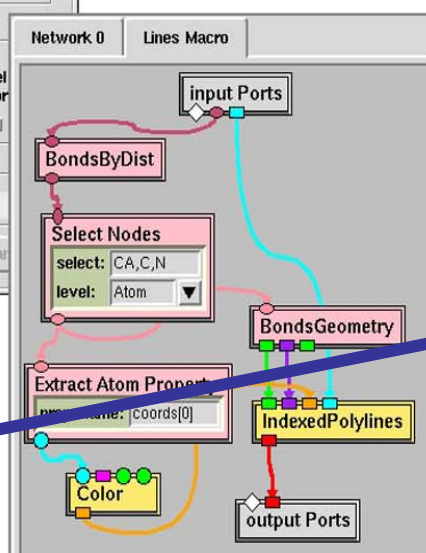 Network 0
Lines Macro
input Ports
BondsByDist
Select Nodes
select: CA,C,N
level: Atom
BondsGeometry
Extract Atom Property
coords[0]
IndexedPolylines
Color
output Ports